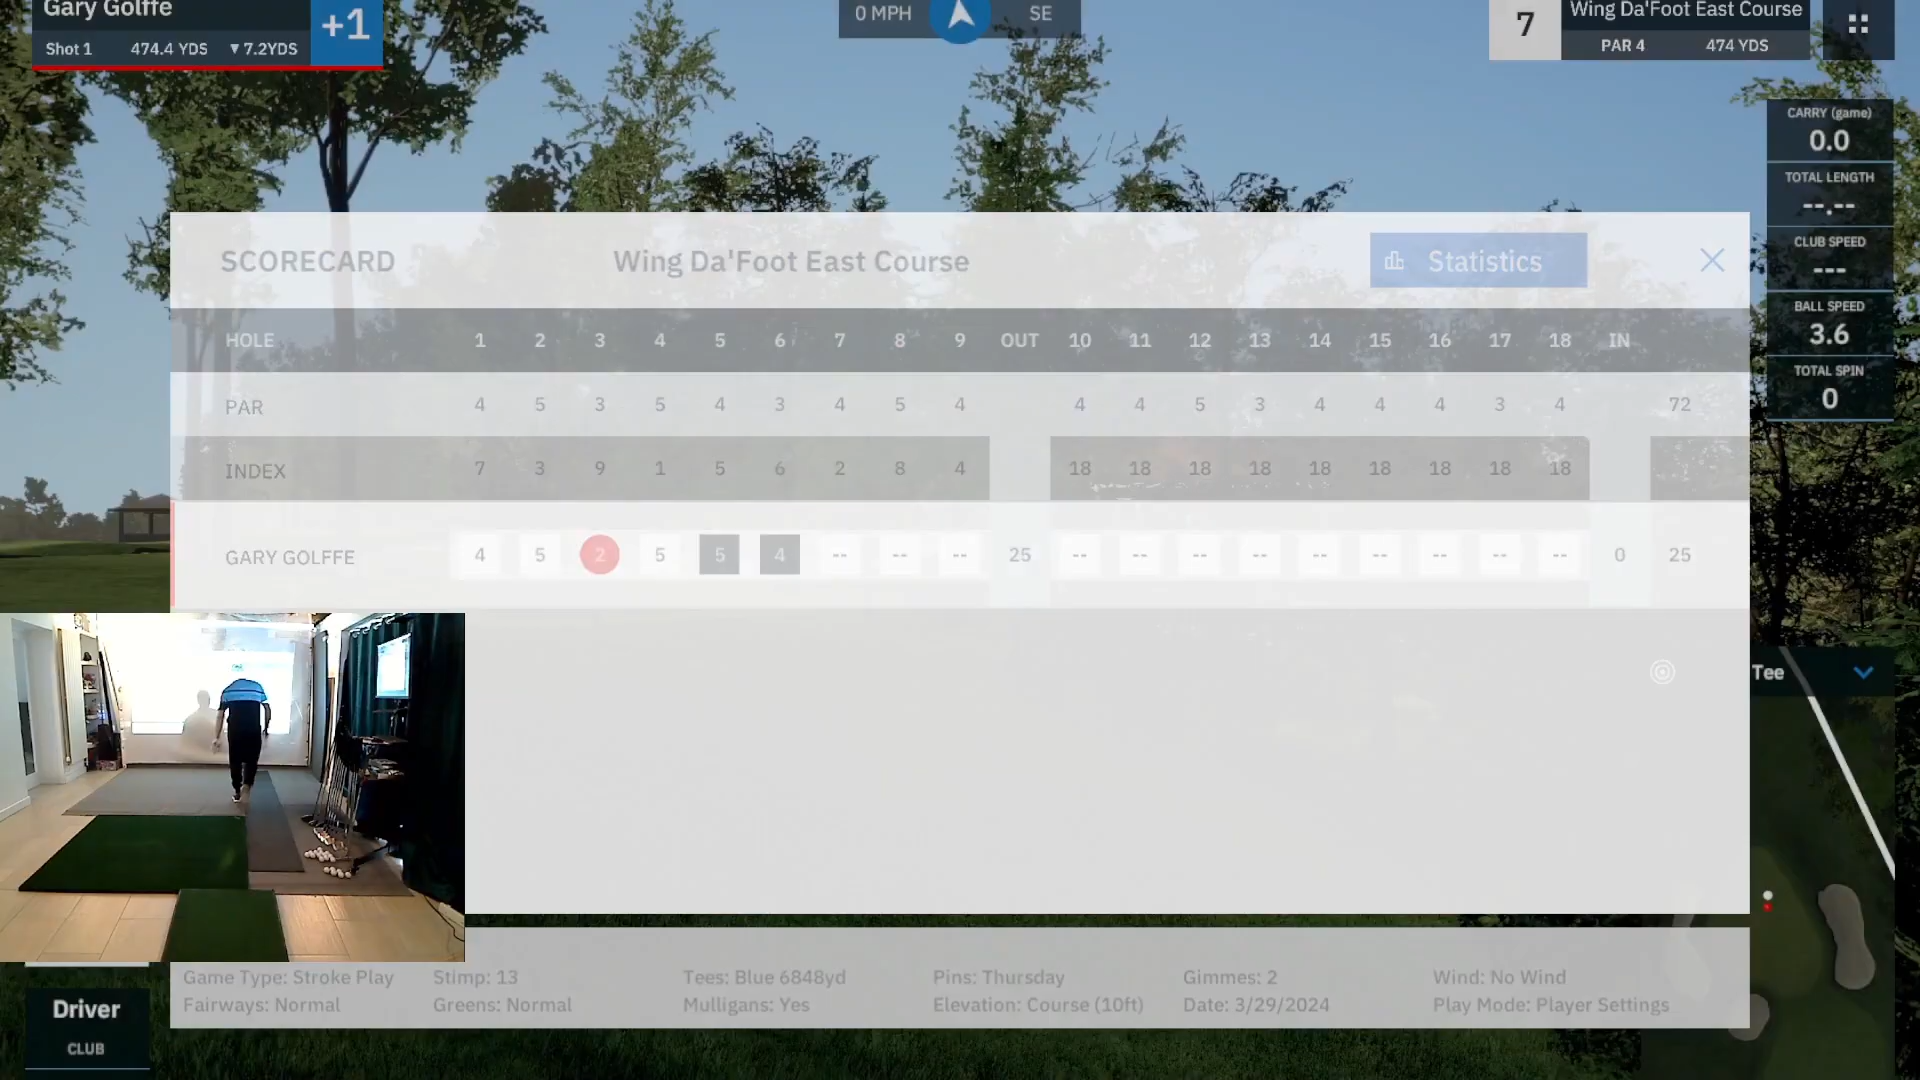 Gary Golffe
+1
Shot 1 474.4 YDS ▼7.2YDS
0 MPH SE
7
Wing Da'Foot East Course
PAR 4 474 YDS
CARRY (game)
0.0
TOTAL LENGTH
--.--
CLUB SPEED
---
BALL SPEED
3.6
TOTAL SPIN
0
SCORECARD Wing Da'Foot East Course Statistics
HOLE 1 2 3 4 5 6 7 8 9 OUT 10 11 12 13 14 15 16 17 18 IN
PAR 4 5 3 5 4 3 4 5 4 4 4 5 3 4 4 4 3 4 72
INDEX 7 3 9 1 5 6 2 8 4 18 18 18 18 18 18 18 18 18
GARY GOLFFE 4 5 2 5 5 4 -- -- -- 25 -- -- -- -- -- -- -- -- -- 0 25
Tee
Game Type: Stroke Play Stimp: 13 Tees: Blue 6848yd Pins: Thursday Gimmes: 2 Wind: No Wind
Fairways: Normal Greens: Normal Mulligans: Yes Elevation: Course (10ft) Date: 3/29/2024 Play Mode: Player Settings
Driver
CLUB